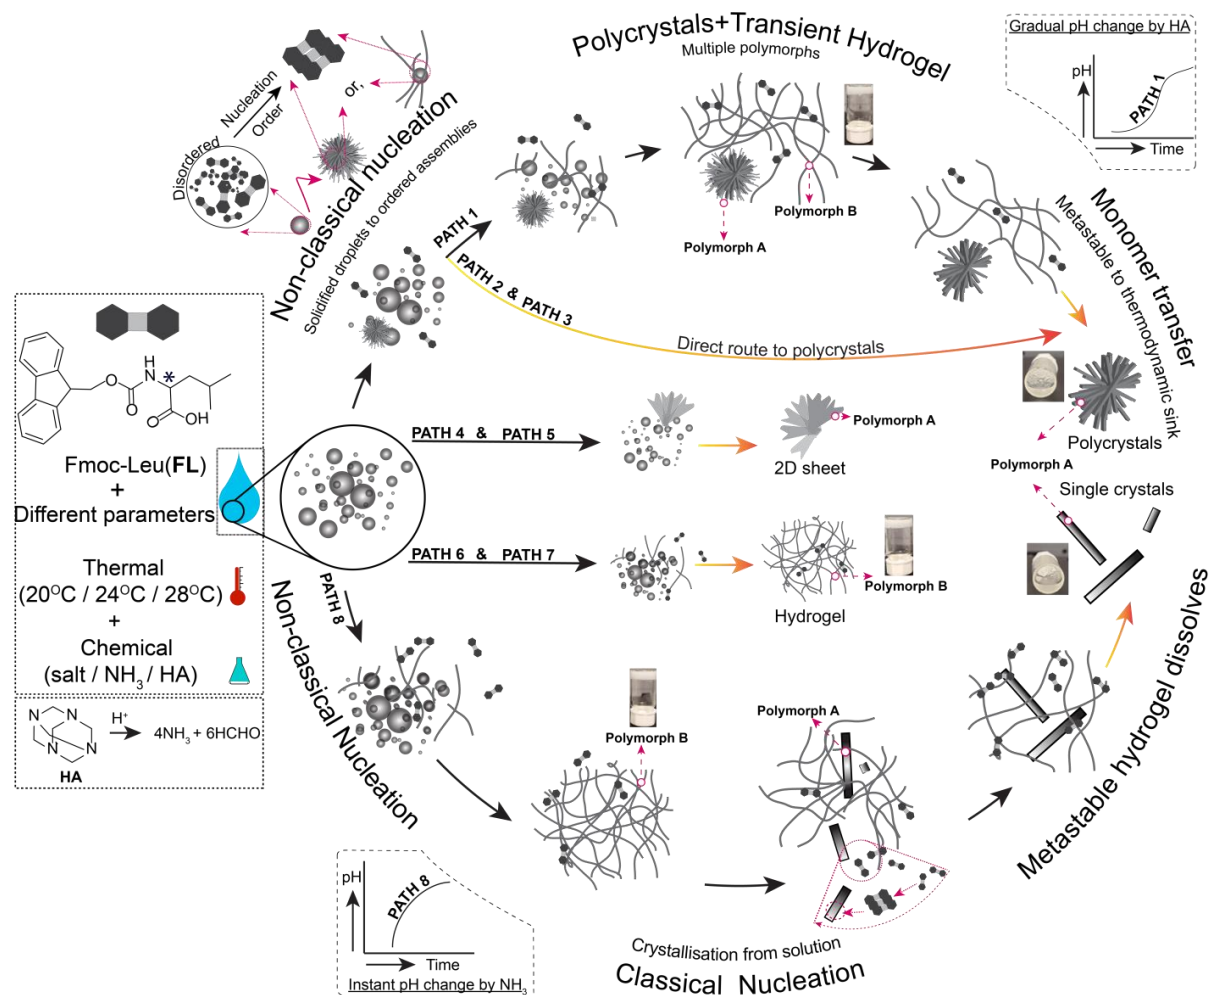 Polycrystals+Transient Hydrogel
Multiple polymorphs
Gradual pH change by HA
pH
PATH 1
Time
Nucleation
Order
Disordered
or,
Non-classical nucleation
Solidified droplets to ordered assemblies
PATH 1
PATH 2 & PATH 3
Direct route to polycrystals
Polymorph A
Polymorph B
Monomer transfer
Metastable to thermodynamic sink
Polycrystals
Polymorph A
Single crystals
O
O
H
N
*
O
OH
Fmoc-Leu(FL)
+
Different parameters
Thermal
(20°C / 24°C / 28°C)
+
Chemical
(salt / NH₃ / HA)
N
N
N
N
HA
H⁺
4NH₃ + 6HCHO
PATH 4 & PATH 5
2D sheet
Polymorph A
PATH 6 & PATH 7
Hydrogel
Polymorph B
PATH 8
Non-classical Nucleation
Polymorph B
Polymorph A
Metastable hydrogel dissolves
pH
PATH 8
Time
Instant pH change by NH₃
Crystallisation from solution
Classical Nucleation